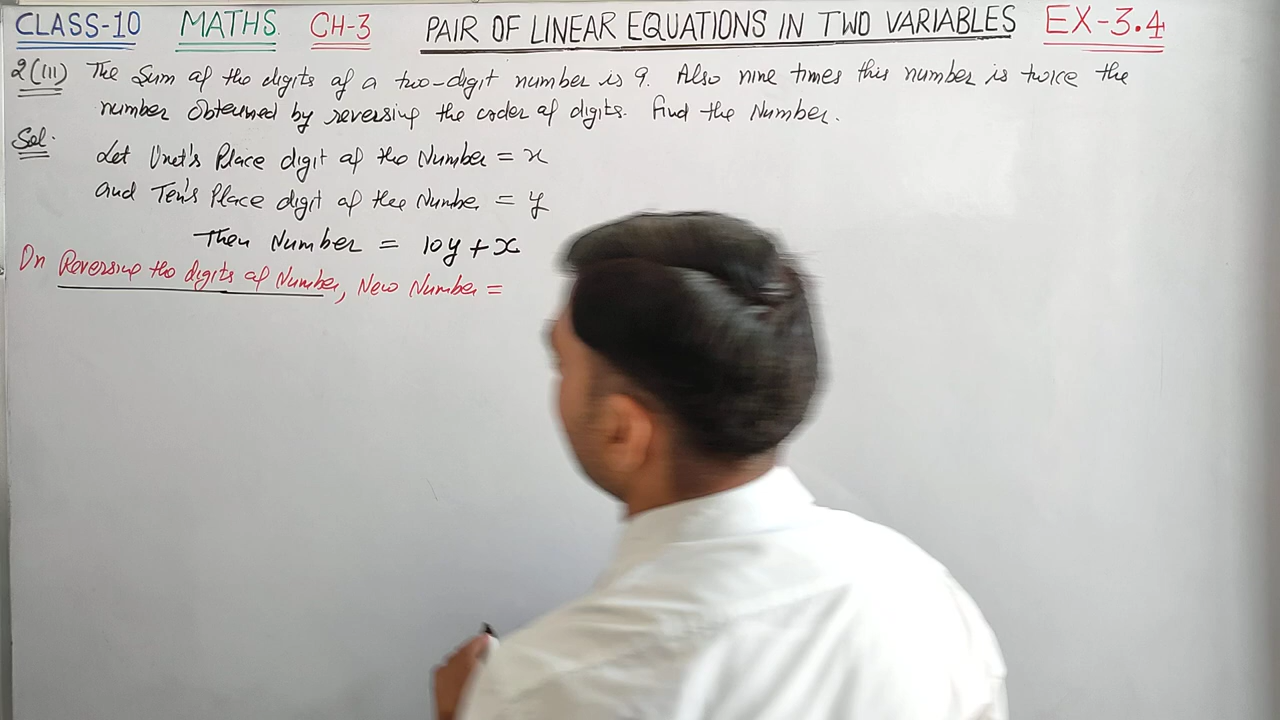 CLASS-10 MATHS CH-3 PAIR OF LINEAR EQUATIONS IN TWO VARIABLES EX-3.4
2(III) The Sum of the digits of a two-digit number is 9. Also nine times this number is twice the
number obtained by reversing the order of digits. Find the Number.
Sol.
Let Unit's Place digit of the Number = x
and Ten's Place digit of the Number = y
Then Number = 10y + x
On Reversing the digits of Number, New Number =